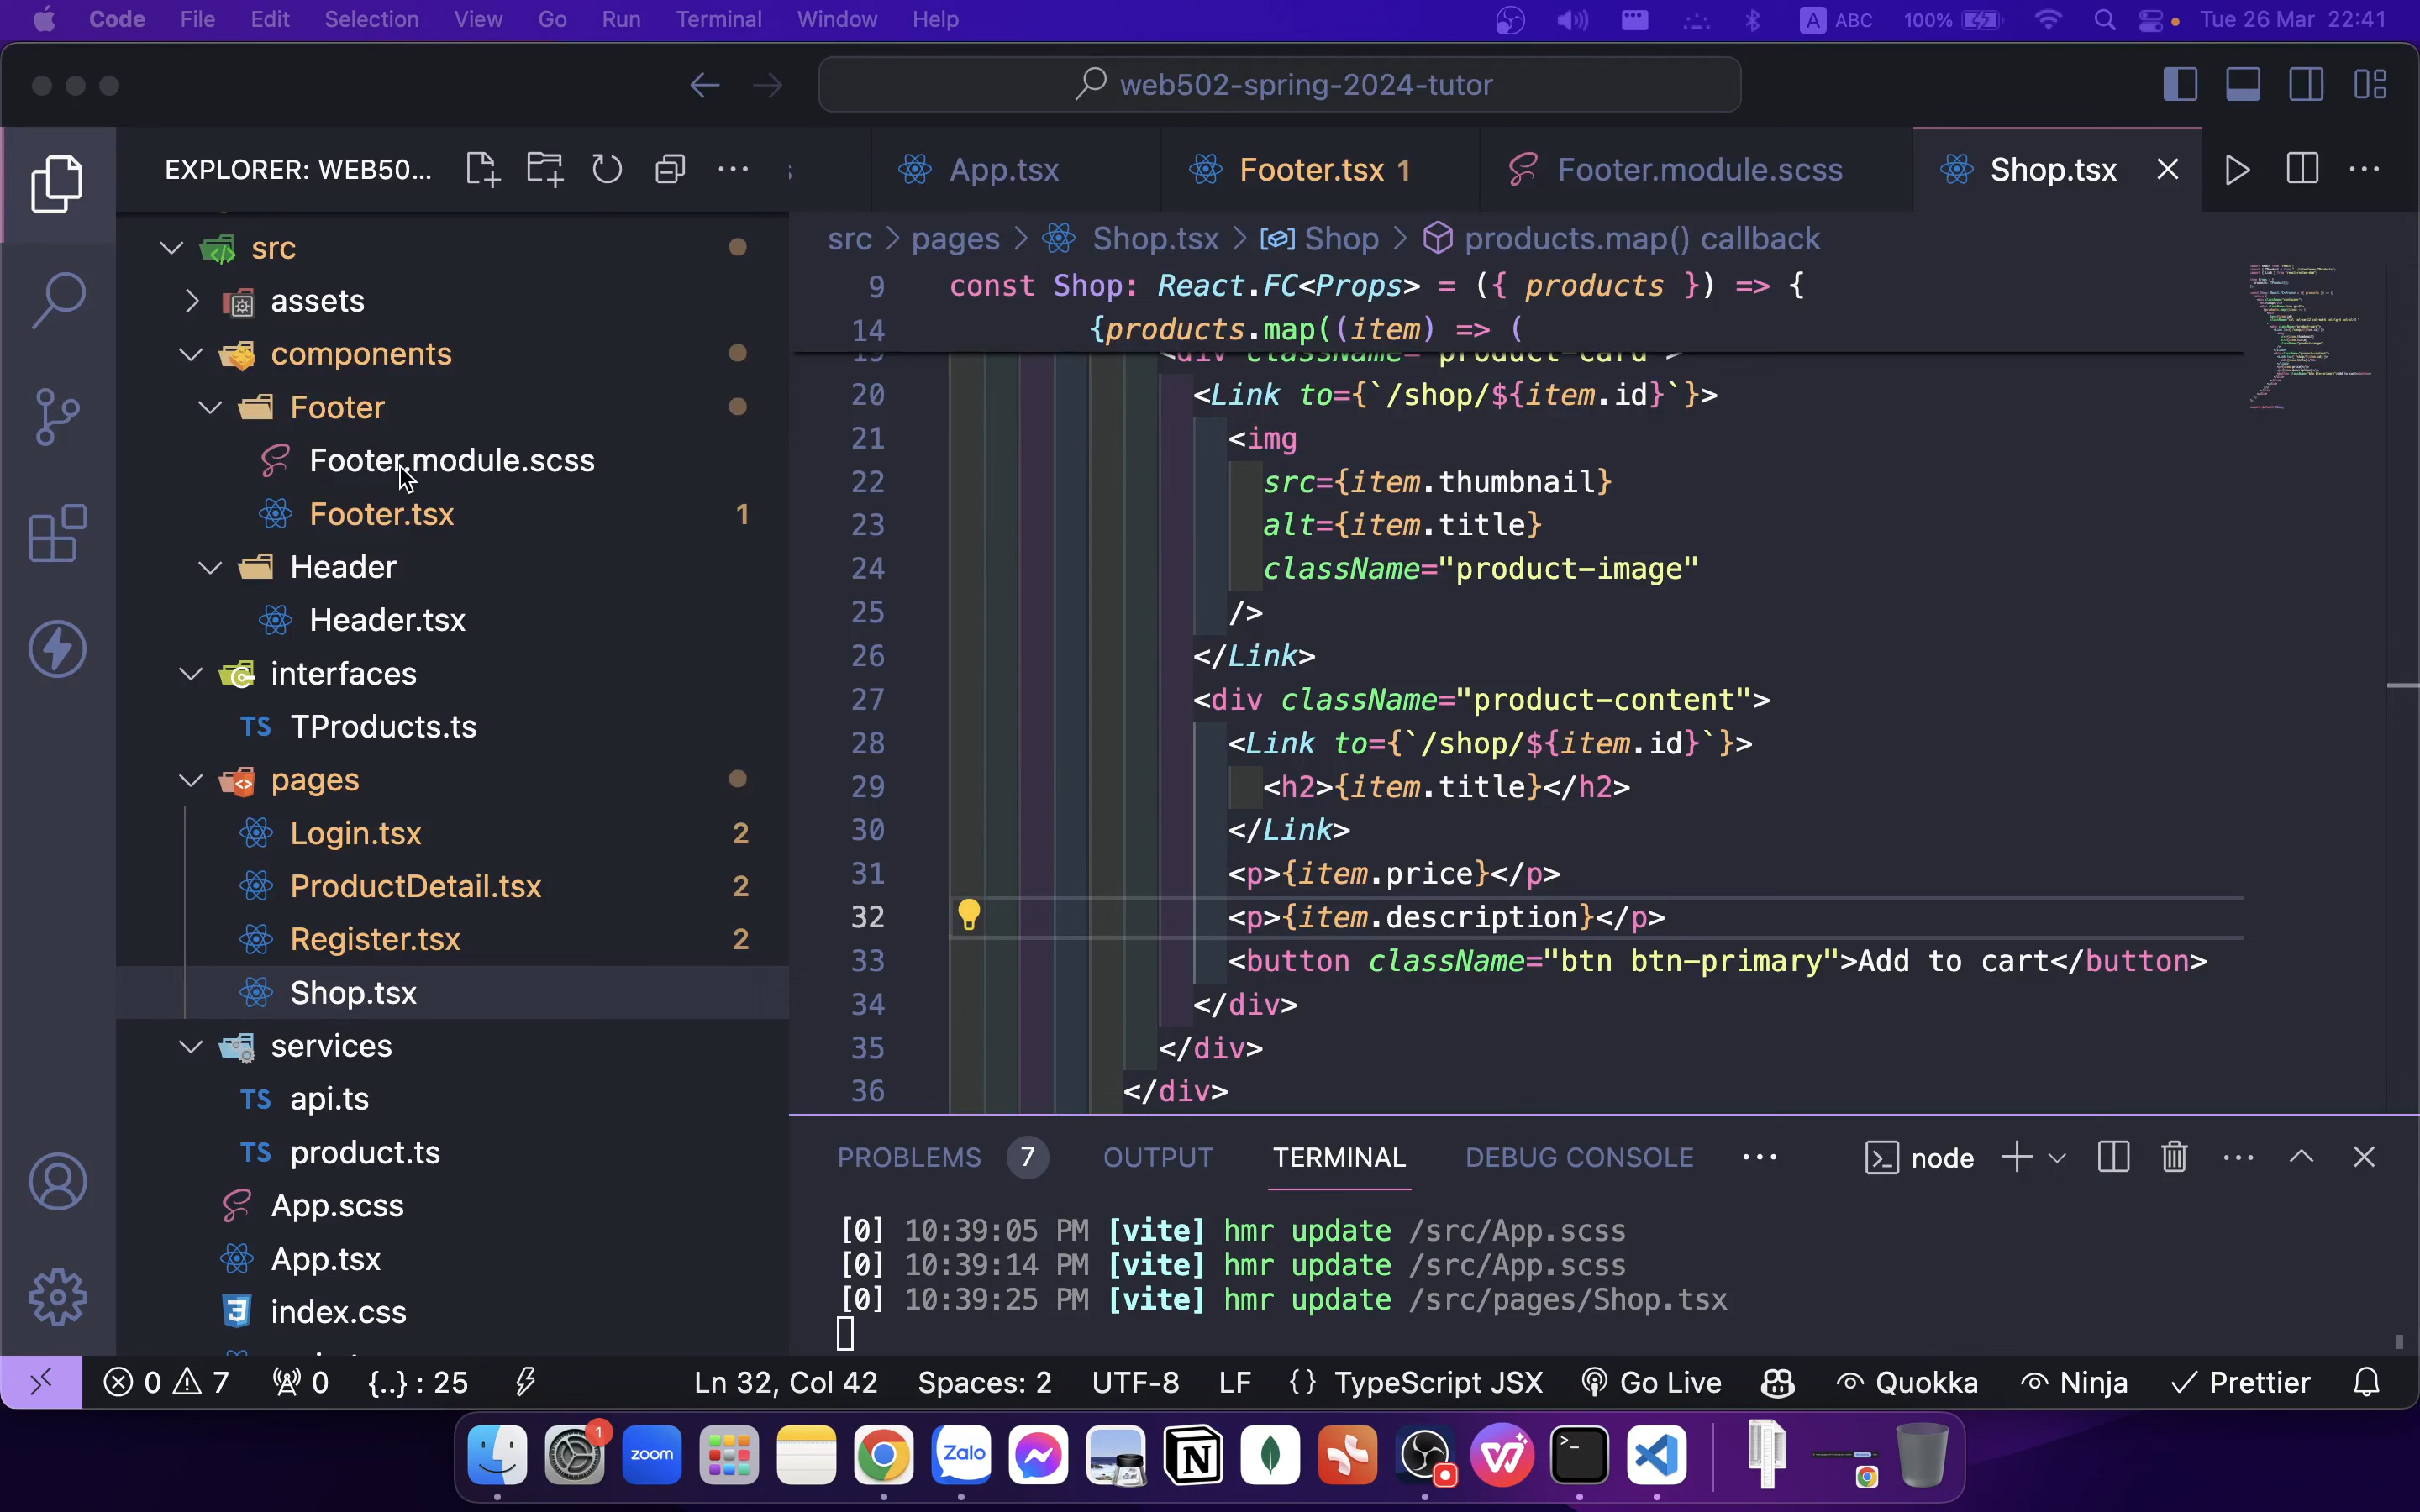 Code File Edit Selection View Go Run Terminal Window Help A ABC 100% Tue 26 Mar 22:41
web502-spring-2024-tutor
EXPLORER: WEB50...
App.tsx Footer.tsx 1 Footer.module.scss Shop.tsx
src > pages > Shop.tsx > Shop > products.map() callback
src
assets
components
Footer
Footer.module.scss
Footer.tsx 1
Header
Header.tsx
interfaces
TS TProducts.ts
pages
Login.tsx 2
ProductDetail.tsx 2
Register.tsx 2
Shop.tsx
services
TS api.ts
TS product.ts
App.scss
App.tsx
index.css
9 const Shop: React.FC<Props> = ({ products }) => {
14 {products.map((item) => (
19 <div className="product-card">
20 <Link to={`/shop/${item.id}`}>
21 <img
22 src={item.thumbnail}
23 alt={item.title}
24 className="product-image"
25 />
26 </Link>
27 <div className="product-content">
28 <Link to={`/shop/${item.id}`}>
29 <h2>{item.title}</h2>
30 </Link>
31 <p>{item.price}</p>
32 <p>{item.description}</p>
33 <button className="btn btn-primary">Add to cart</button>
34 </div>
35 </div>
36 </div>
PROBLEMS 7 OUTPUT TERMINAL DEBUG CONSOLE ... node
[0] 10:39:05 PM [vite] hmr update /src/App.scss
[0] 10:39:14 PM [vite] hmr update /src/App.scss
[0] 10:39:25 PM [vite] hmr update /src/pages/Shop.tsx
0 7 0 {..} : 25 Ln 32, Col 42 Spaces: 2 UTF-8 LF {} TypeScript JSX Go Live Quokka Ninja Prettier
1 zoom Zalo